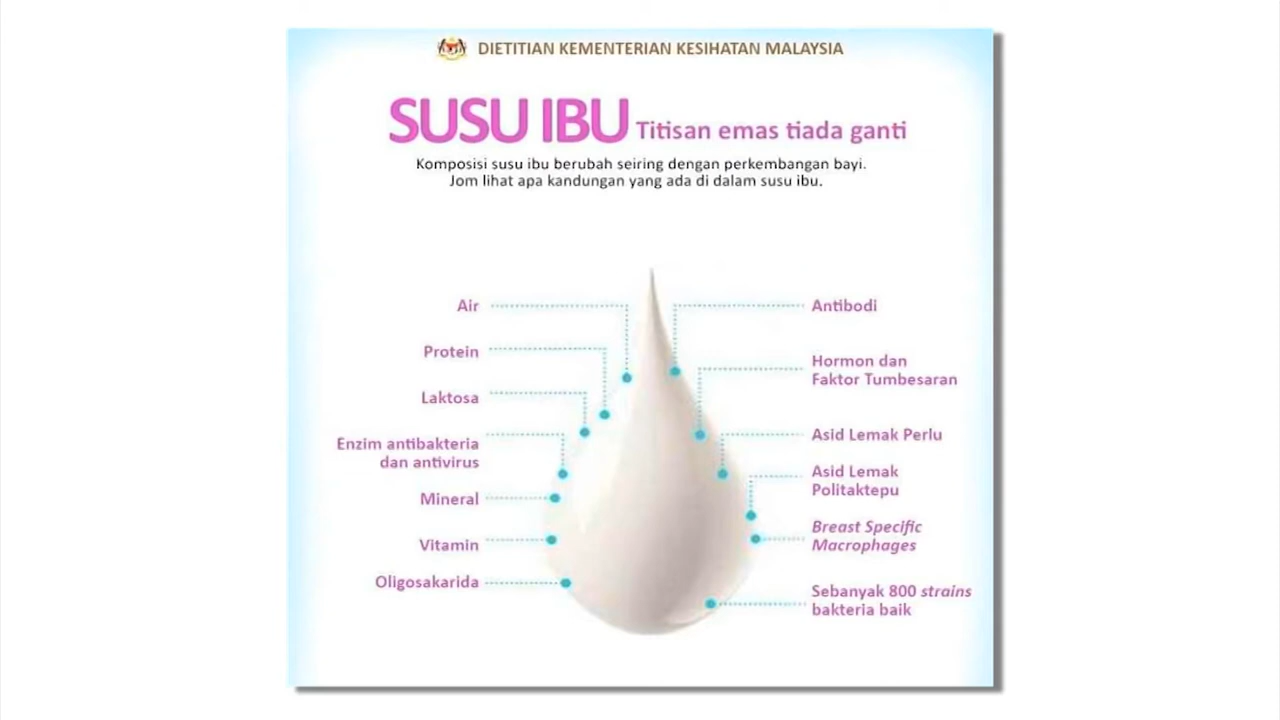 DIETITIAN KEMENTERIAN KESIHATAN MALAYSIA
SUSU IBU Titisan emas tiada ganti
Komposisi susu ibu berubah seiring dengan perkembangan bayi.
Jom lihat apa kandungan yang ada di dalam susu ibu.
Air
Protein
Laktosa
Enzim antibakteria
dan antivirus
Mineral
Vitamin
Oligosakarida
Antibodi
Hormon dan
Faktor Tumbesaran
Asid Lemak Perlu
Asid Lemak
Politaktepu
Breast Specific
Macrophages
Sebanyak 800 strains
bakteria baik